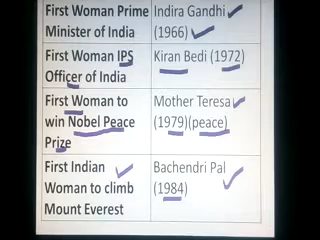 First Woman Prime Indira Gandhi
Minister of India (1966)
First Woman IPS Kiran Bedi (1972)
Officer of India
First Woman to Mother Teresa
win Nobel Peace (1979)(peace)
Prize
First Indian Bachendri Pal
Woman to climb (1984)
Mount Everest